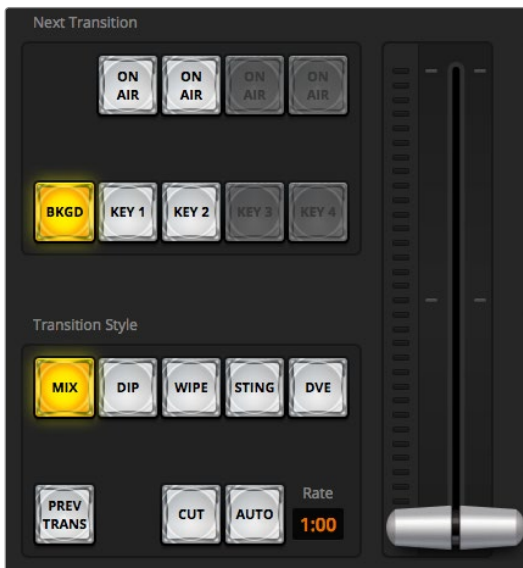 Next Transition
ON AIR ON AIR ON AIR ON AIR
BKGD KEY 1 KEY 2 KEY 3 KEY 4
Transition Style
MIX DIP WIPE STING DVE
Rate
PREV TRANS CUT AUTO 1:00